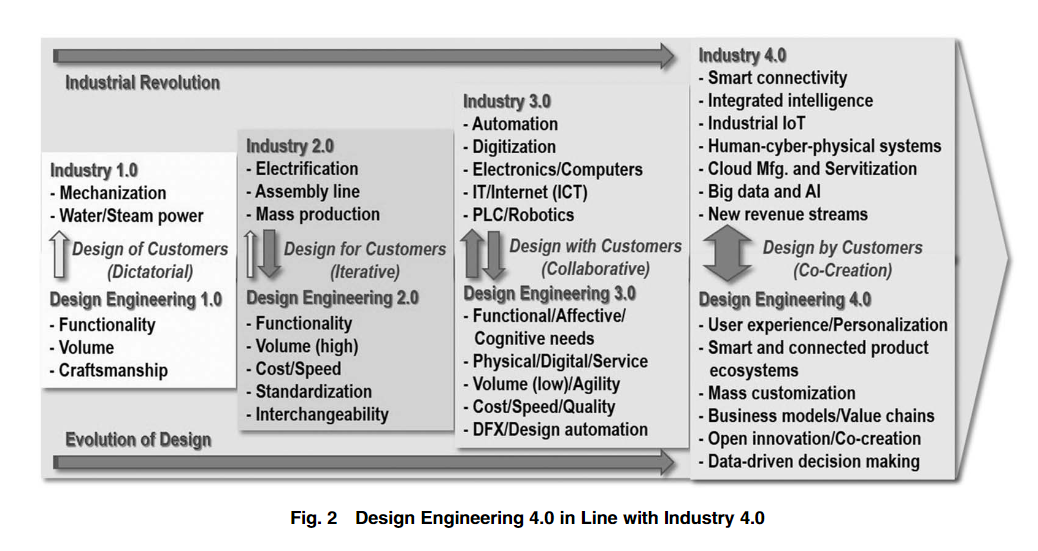 Industrial Revolution
Industry 1.0
- Mechanization
- Water/Steam power
Design of Customers
(Dictatorial)
Design Engineering 1.0
- Functionality
- Volume
- Craftsmanship
Industry 2.0
- Electrification
- Assembly line
- Mass production
Design for Customers
(Iterative)
Design Engineering 2.0
- Functionality
- Volume (high)
- Cost/Speed
- Standardization
- Interchangeability
Industry 3.0
- Automation
- Digitization
- Electronics/Computers
- IT/Internet (ICT)
- PLC/Robotics
Design with Customers
(Collaborative)
Design Engineering 3.0
- Functional/Affective/
Cognitive needs
- Physical/Digital/Service
- Volume (low)/Agility
- Cost/Speed/Quality
- DFX/Design automation
Industry 4.0
- Smart connectivity
- Integrated intelligence
- Industrial IoT
- Human-cyber-physical systems
- Cloud Mfg. and Servitization
- Big data and AI
- New revenue streams
Design by Customers
(Co-Creation)
Design Engineering 4.0
- User experience/Personalization
- Smart and connected product
ecosystems
- Mass customization
- Business models/Value chains
- Open innovation/Co-creation
- Data-driven decision making
Evolution of Design
Fig. 2 Design Engineering 4.0 in Line with Industry 4.0